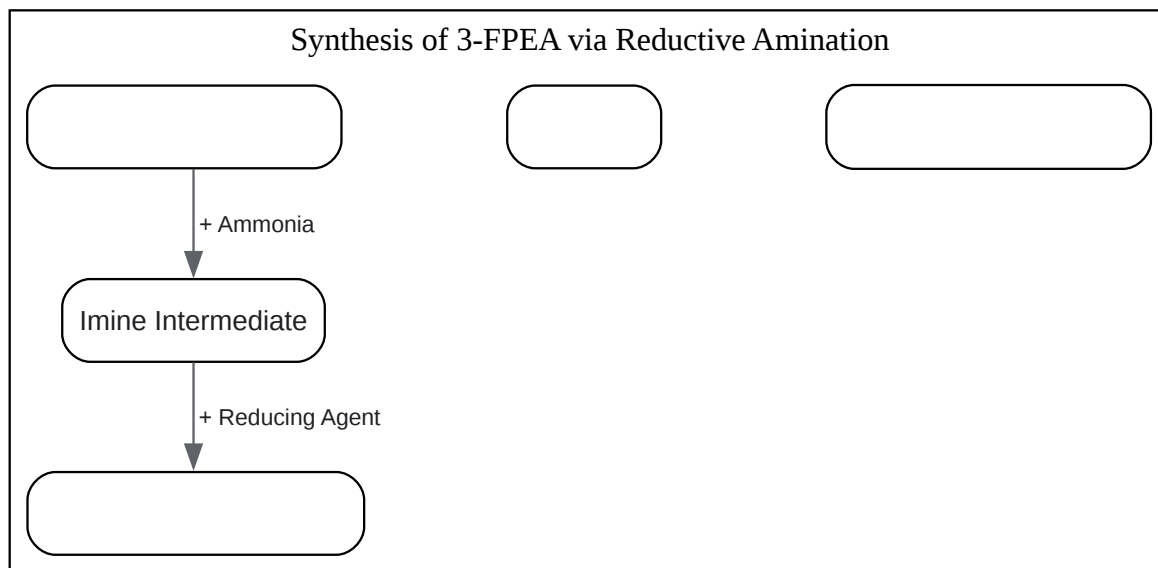 Synthesis of 3-FPEA via Reductive Amination
+ Ammonia
Imine Intermediate
+ Reducing Agent